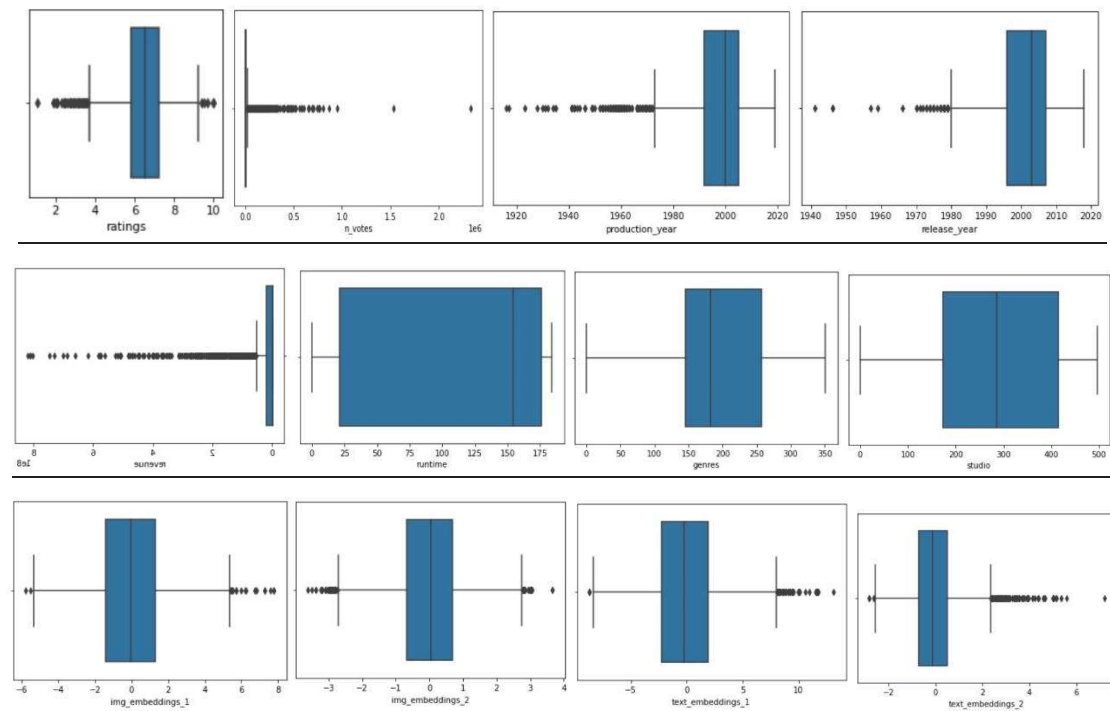 2 4 6 8 10
ratings
0.0 0.5 1.0 1.5 2.0
1e6
n_votes
1920 1940 1960 1980 2000 2020
production_year
1940 1950 1960 1970 1980 1990 2000 2010 2020
release_year
8 6 4 2 0
1e8
revenue
0 25 50 75 100 125 150 175
runtime
0 50 100 150 200 250 300 350
genres
0 100 200 300 400 500
studio
−6 −4 −2 0 2 4 6 8
img_embeddings_1
−3 −2 −1 0 1 2 3 4
img_embeddings_2
−5 0 5 10
text_embeddings_1
−2 0 2 4 6
text_embeddings_2